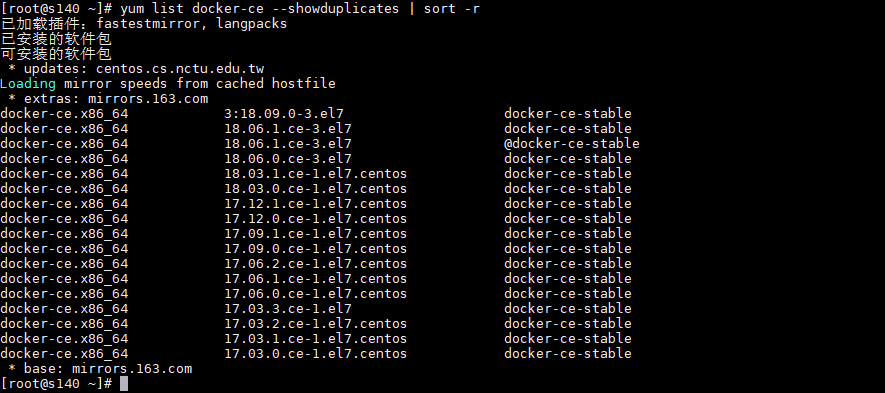 [root@s140 ~]# yum list docker-ce --showduplicates | sort -r
已加载插件：fastestmirror, langpacks
已安装的软件包
可安装的软件包
 * updates: centos.cs.nctu.edu.tw
Loading mirror speeds from cached hostfile
 * extras: mirrors.163.com
docker-ce.x86_64            3:18.09.0-3.el7                    docker-ce-stable
docker-ce.x86_64            18.06.1.ce-3.el7                   docker-ce-stable
docker-ce.x86_64            18.06.1.ce-3.el7                   @docker-ce-stable
docker-ce.x86_64            18.06.0.ce-3.el7                   docker-ce-stable
docker-ce.x86_64            18.03.1.ce-1.el7.centos            docker-ce-stable
docker-ce.x86_64            18.03.0.ce-1.el7.centos            docker-ce-stable
docker-ce.x86_64            17.12.1.ce-1.el7.centos            docker-ce-stable
docker-ce.x86_64            17.12.0.ce-1.el7.centos            docker-ce-stable
docker-ce.x86_64            17.09.1.ce-1.el7.centos            docker-ce-stable
docker-ce.x86_64            17.09.0.ce-1.el7.centos            docker-ce-stable
docker-ce.x86_64            17.06.2.ce-1.el7.centos            docker-ce-stable
docker-ce.x86_64            17.06.1.ce-1.el7.centos            docker-ce-stable
docker-ce.x86_64            17.06.0.ce-1.el7.centos            docker-ce-stable
docker-ce.x86_64            17.03.3.ce-1.el7                   docker-ce-stable
docker-ce.x86_64            17.03.2.ce-1.el7.centos            docker-ce-stable
docker-ce.x86_64            17.03.1.ce-1.el7.centos            docker-ce-stable
docker-ce.x86_64            17.03.0.ce-1.el7.centos            docker-ce-stable
 * base: mirrors.163.com
[root@s140 ~]#